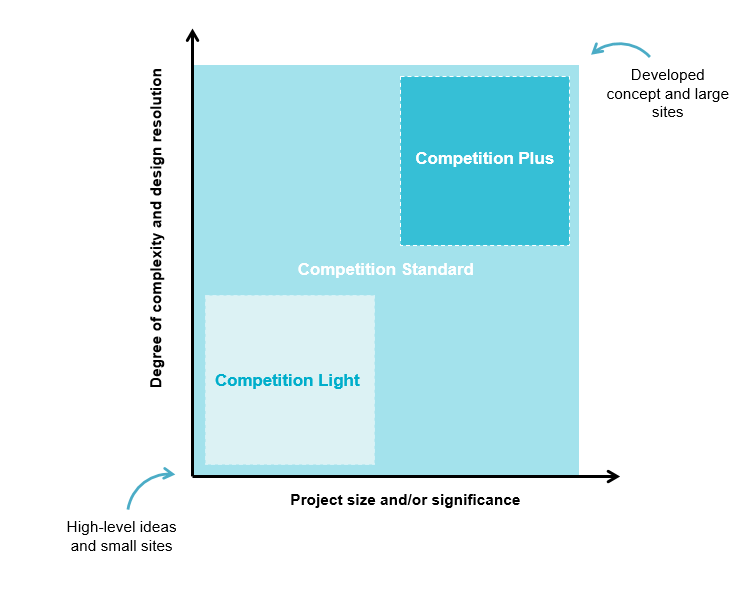 Degree of complexity and design resolution
Developed
concept and large
sites
Competition Plus
Competition Standard
Competition Light
Project size and/or significance
High-level ideas
and small sites